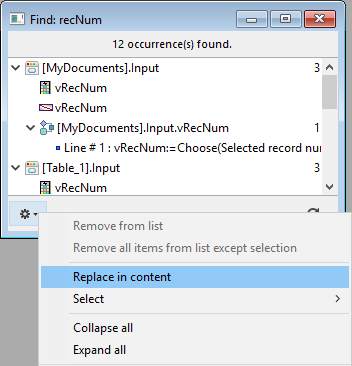 Find: recNum
12 occurrence(s) found.
[MyDocuments].Input 3
vRecNum
vRecNum
[MyDocuments].Input.vRecNum 1
Line # 1 : vRecNum:=Choose(Selected record nur
[Table_1].Input 3
vRecNum
Remove from list
Remove all items from list except selection
Replace in content
Select
Collapse all
Expand all